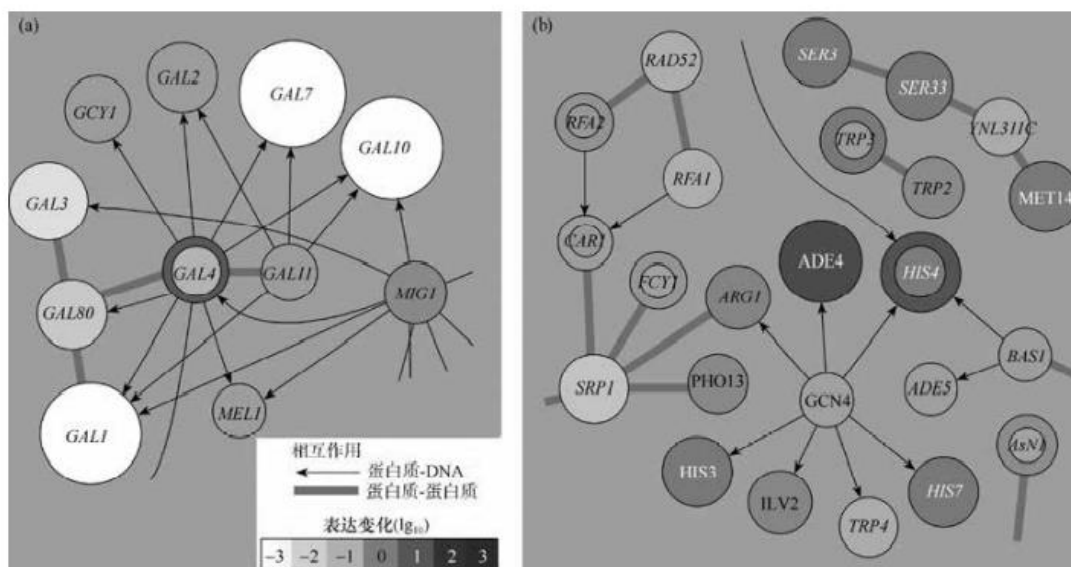 (a)
GAL2
GAL7
GCY1
GAL10
GAL3
GAL4
GAL11
MIG1
GAL80
MEL1
GAL1
相互作用
蛋白质-DNA
蛋白质-蛋白质
表达变化(lg₁₀)
-3 -2 -1 0 1 2 3
(b)
RAD52
SER3
SER33
RFA2
TRP3
YNL311C
RFA1
TRP2
MET14
CAR1
FCY1
ARG1
ADE4
HIS4
SRP1
PHO13
GCN4
ADE5
BAS1
AsN1
HIS3
ILV2
TRP4
HIS7